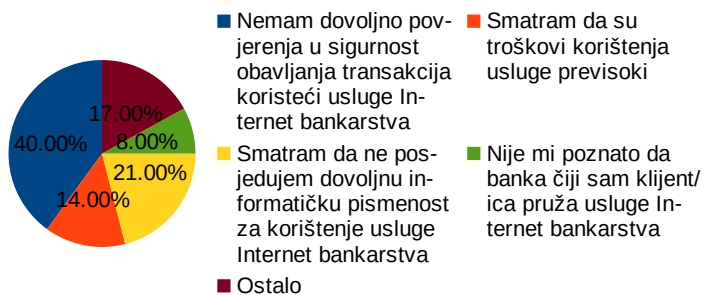 17.00%
40.00%
8.00%
21.00%
14.00%
Nemam dovoljno pov-
jerenja u sigurnost
obavljanja transakcija
koristeći usluge In-
ternet bankarstva
Smatram da su
troškovi korištenja
usluge previsoki
Smatram da ne pos-
jedujem dovoljnu in-
formatičku pismenost
za korištenje usluge
Internet bankarstva
Nije mi poznato da
banka čiji sam klijent/
ica pruža usluge In-
ternet bankarstva
Ostalo